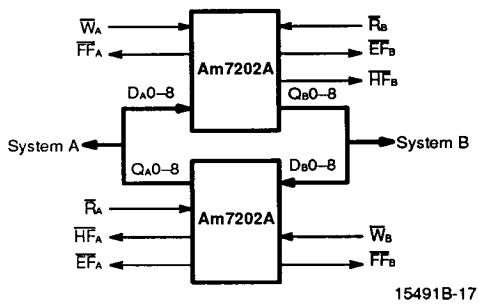 W̅A
R̅B
F̅F̅A
E̅F̅B
Am7202A
H̅F̅B
DA0–8
QB0–8
System A
System B
QA0–8
DB0–8
R̅A
Am7202A
H̅F̅A
W̅B
E̅F̅A
F̅F̅B
15491B-17